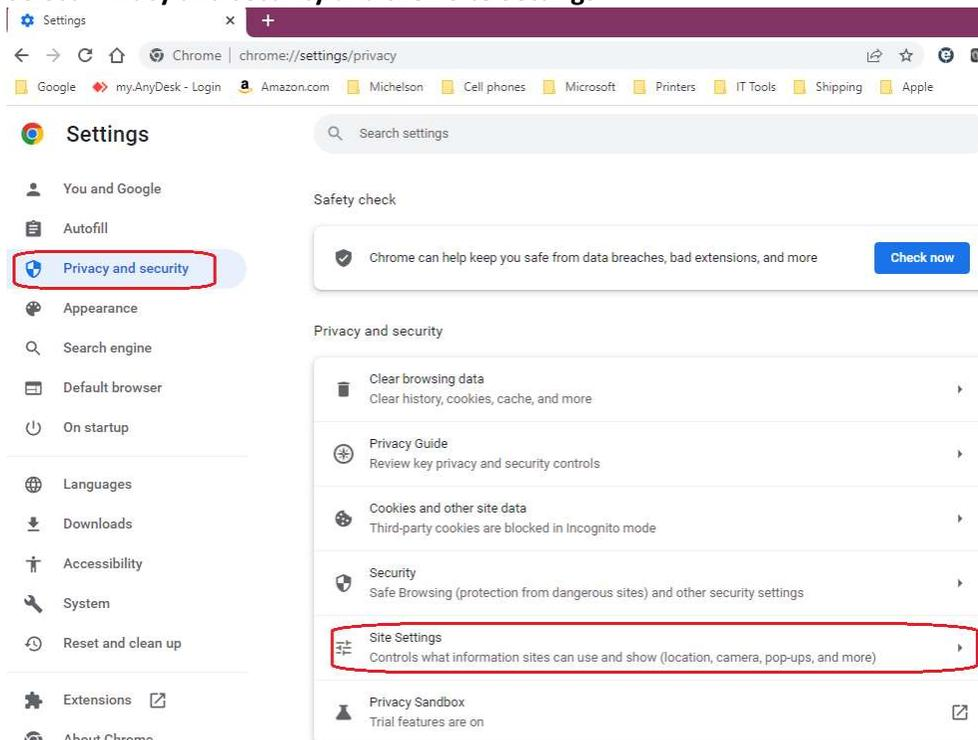 Settings
Chrome | chrome://settings/privacy
Google my.AnyDesk - Login Amazon.com Michelson Cell phones Microsoft Printers IT Tools Shipping Apple
Settings
Search settings
You and Google
Autofill
Privacy and security
Appearance
Search engine
Default browser
On startup
Languages
Downloads
Accessibility
System
Reset and clean up
Extensions
About Chrome
Safety check
Chrome can help keep you safe from data breaches, bad extensions, and more
Check now
Privacy and security
Clear browsing data
Clear history, cookies, cache, and more
Privacy Guide
Review key privacy and security controls
Cookies and other site data
Third-party cookies are blocked in Incognito mode
Security
Safe Browsing (protection from dangerous sites) and other security settings
Site Settings
Controls what information sites can use and show (location, camera, pop-ups, and more)
Privacy Sandbox
Trial features are on